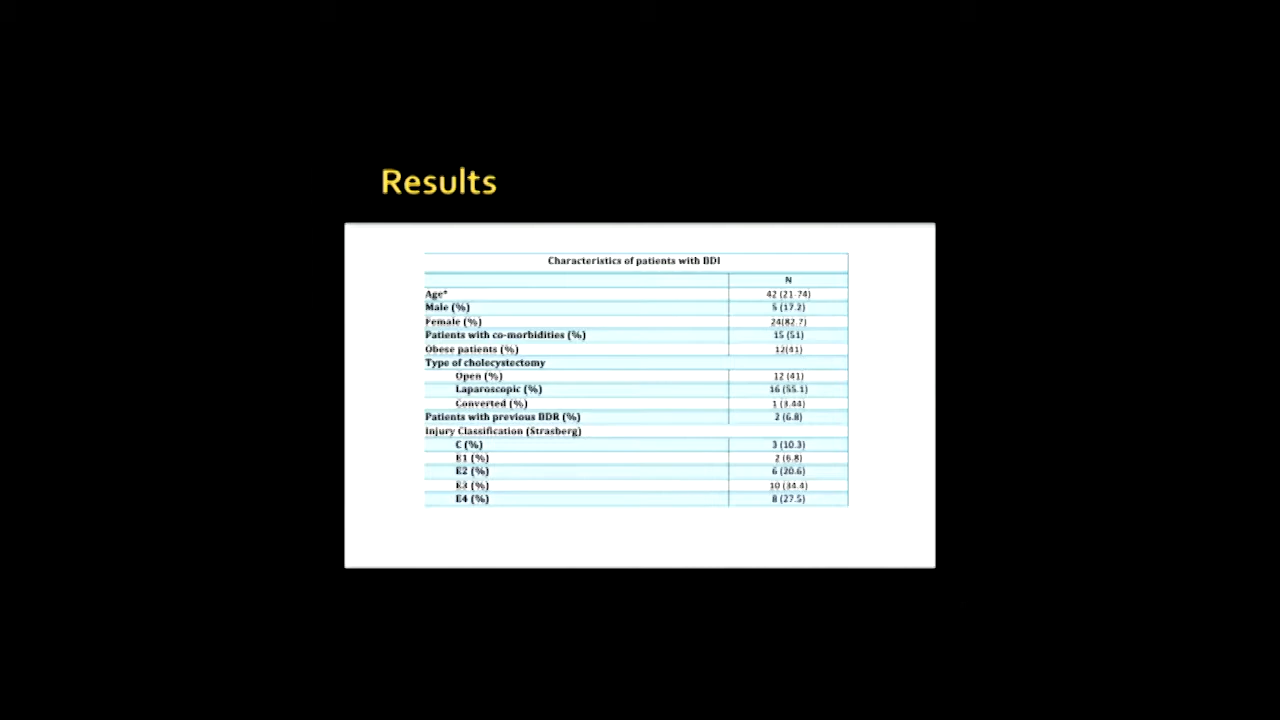 Results
Characteristics of patients with BDI
N
Age* 42 (21-74)
Male (%) 5 (17.2)
Female (%) 24(82.7)
Patients with co-morbidities (%) 15 (51)
Obese patients (%) 12(41)
Type of cholecystectomy
Open (%) 12 (41)
Laparoscopic (%) 16 (55.1)
Converted (%) 1 (3.44)
Patients with previous BDR (%) 2 (6.8)
Injury Classification (Strasberg)
C (%) 3 (10.3)
E1 (%) 2 (6.8)
E2 (%) 6 (20.6)
E3 (%) 10 (34.4)
E4 (%) 8 (27.5)